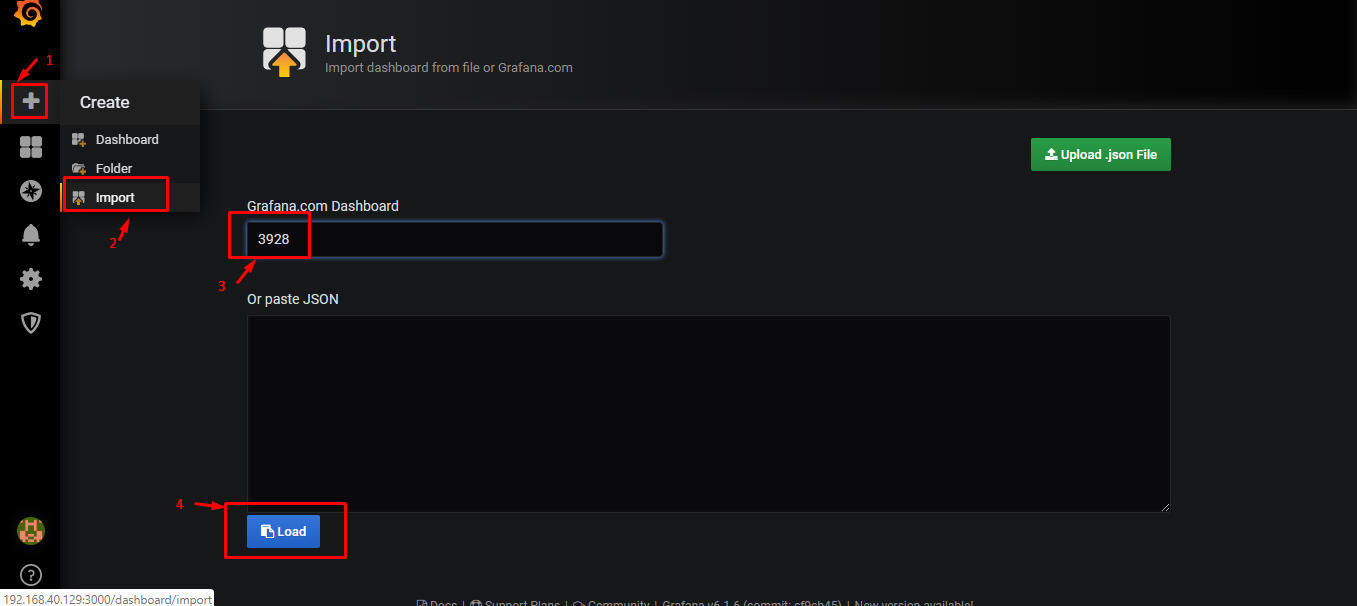 Import
Import dashboard from file or Grafana.com
1
Create
Dashboard
Folder
Import
2
Upload .json File
Grafana.com Dashboard
3928
3
Or paste JSON
4
Load
?
192.168.40.129:3000/dashboard/import
Docs | Support Plans | Community | Grafana v6.1.6 (commit: cf9cb45) | New version available!